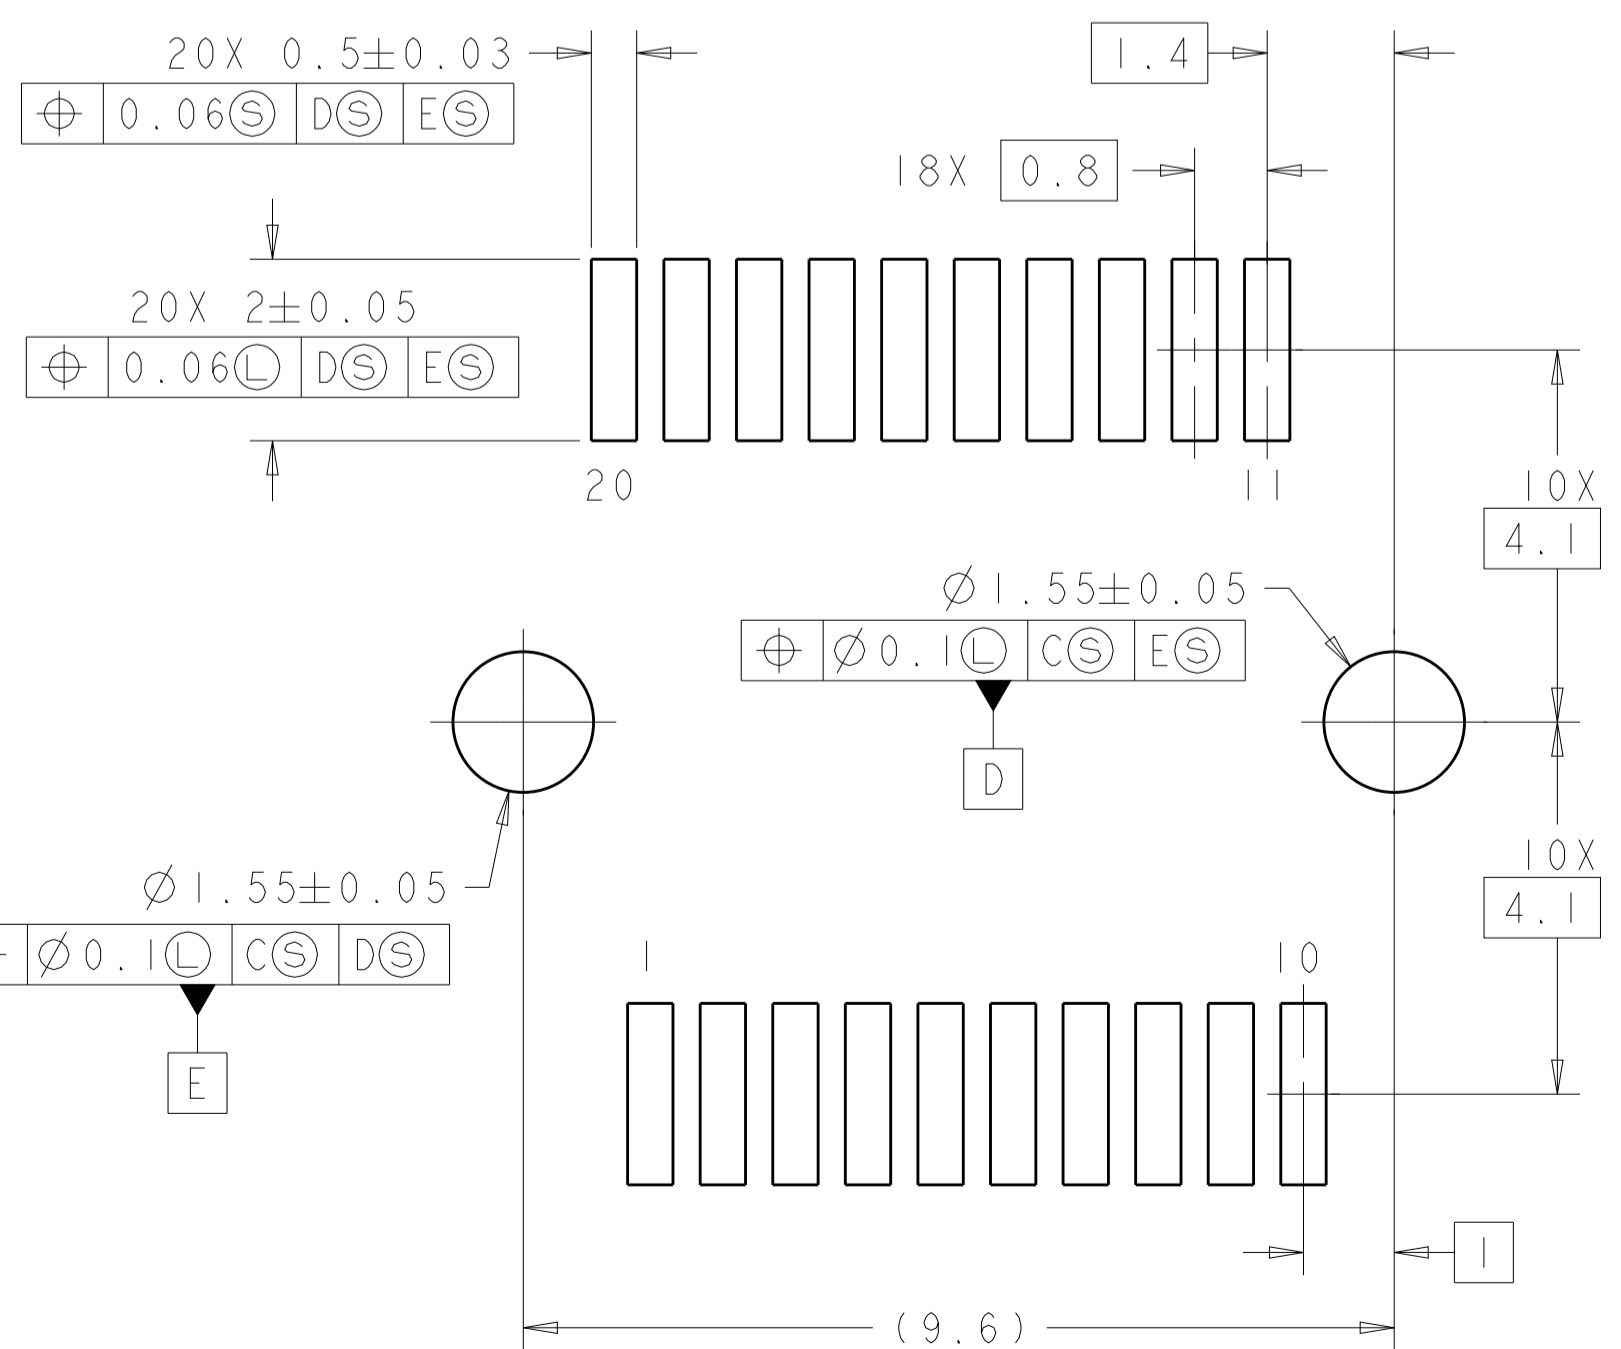 20X 0.5±0.03
⌖ 0.06Ⓢ DⓈ EⓈ
1.4
18X 0.8
20X 2±0.05
⌖ 0.06Ⓛ DⓈ EⓈ
20
11
10X
4.1
Ø1.55±0.05
⌖ Ø0.1Ⓛ CⓈ EⓈ
D
10X
4.1
Ø1.55±0.05
Ø0.1Ⓛ CⓈ DⓈ
E
1
10
1
(9.6)